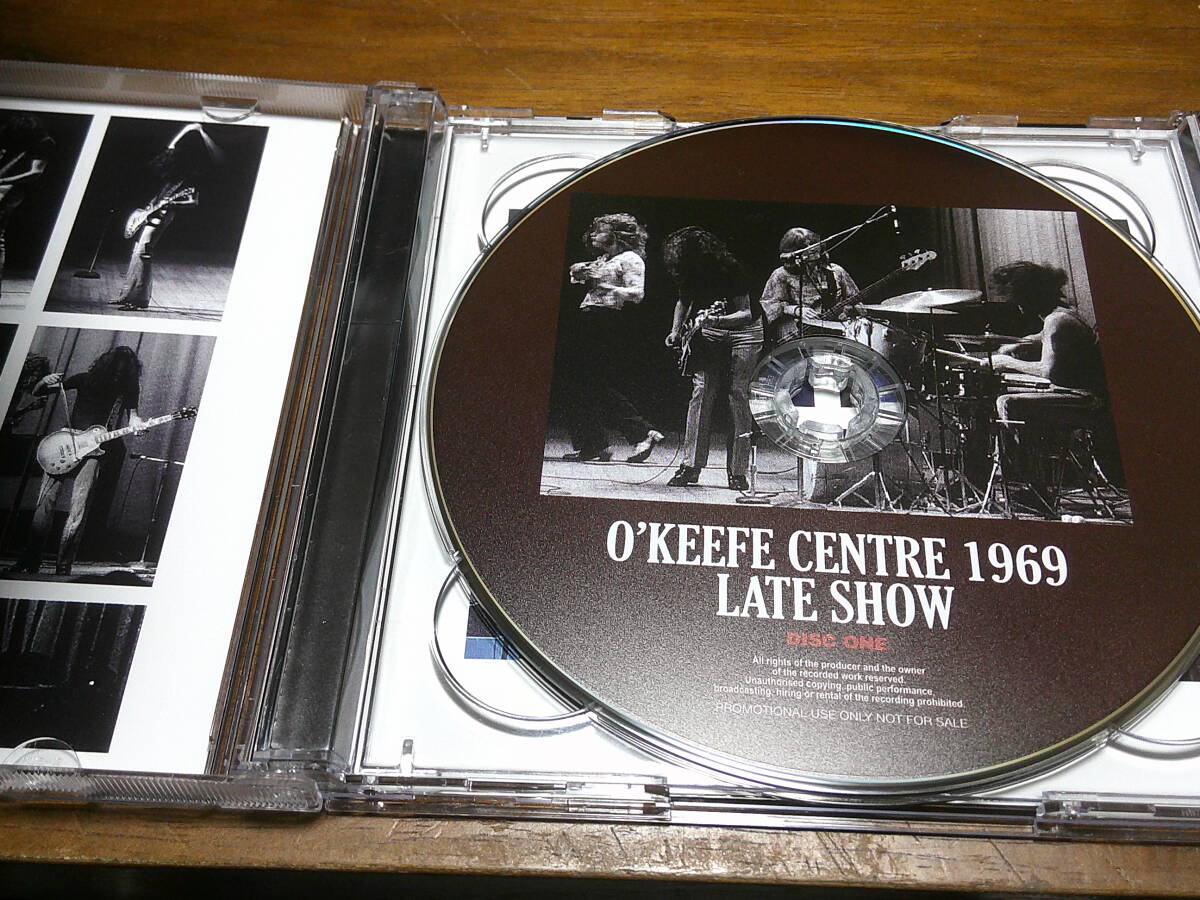 O'KEEFE CENTRE 1969
LATE SHOW
DISC ONE
All rights of the producer and the owner
of the recorded work reserved.
Unauthorised copying, public performance,
broadcasting, hiring or rental of the recording prohibited.
PROMOTIONAL USE ONLY NOT FOR SALE